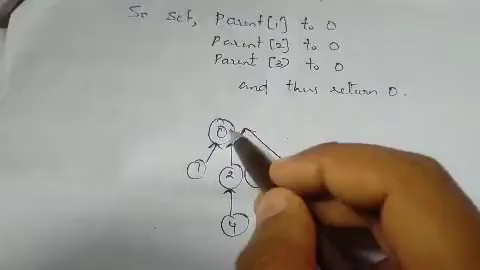 So set, Parent[1] to 0
Parent[2] to 0
Parent[3] to 0
and thus return 0.
0
1
2
4